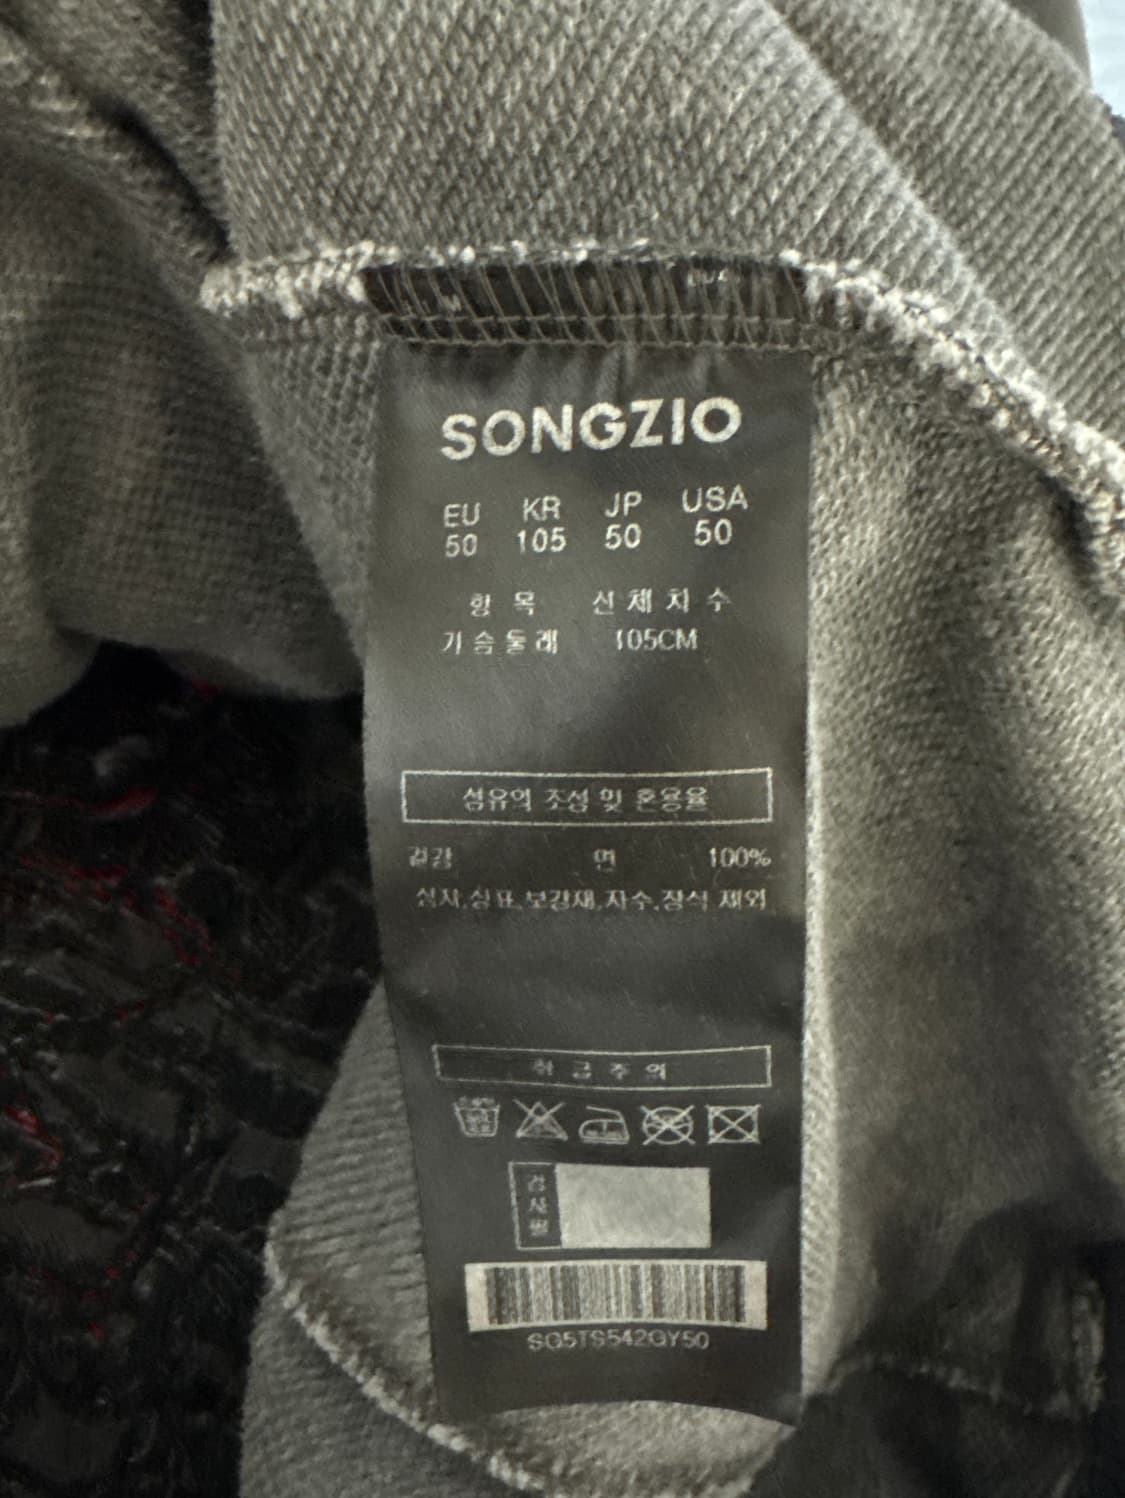 SONGZIO
EU KR JP USA
50 105 50 50
항목 신체치수
가슴둘레 105CM
섬유의 조성 및 혼용율
겉감 면 100%
심지,상표,보강재,자수,장식 제외
취급주의
검사필
SG5TS542GY50